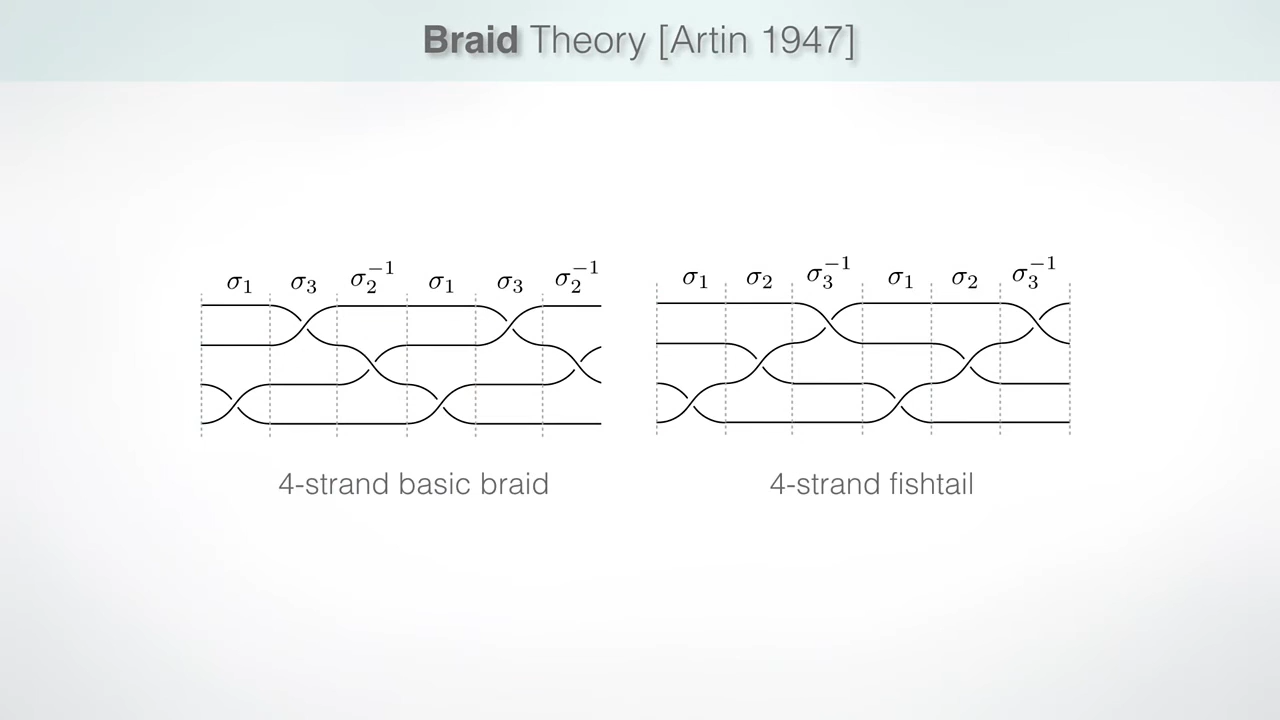 Braid Theory [Artin 1947]
σ₁ σ₃ σ₂⁻¹ σ₁ σ₃ σ₂⁻¹
σ₁ σ₂ σ₃⁻¹ σ₁ σ₂ σ₃⁻¹
4-strand basic braid
4-strand fishtail